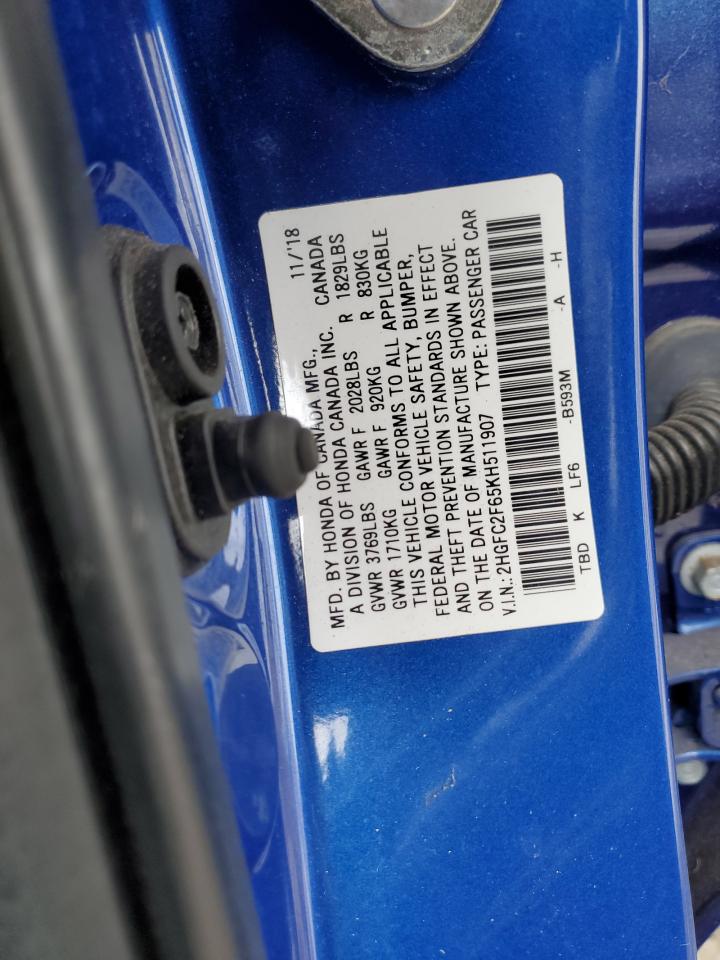 MFD. BY HONDA OF CANADA MFG., 11/'18
A DIVISION OF HONDA CANADA INC. CANADA
GVWR 3769LBS GAWR F 2028LBS R 1829LBS
GVWR 1710KG GAWR F 920KG R 830KG
THIS VEHICLE CONFORMS TO ALL APPLICABLE
FEDERAL MOTOR VEHICLE SAFETY, BUMPER,
AND THEFT PREVENTION STANDARDS IN EFFECT
ON THE DATE OF MANUFACTURE SHOWN ABOVE.
V.I.N.: 2HGFC2F65KH511907 TYPE: PASSENGER CAR
TBD K LF6 -B593M -A -H